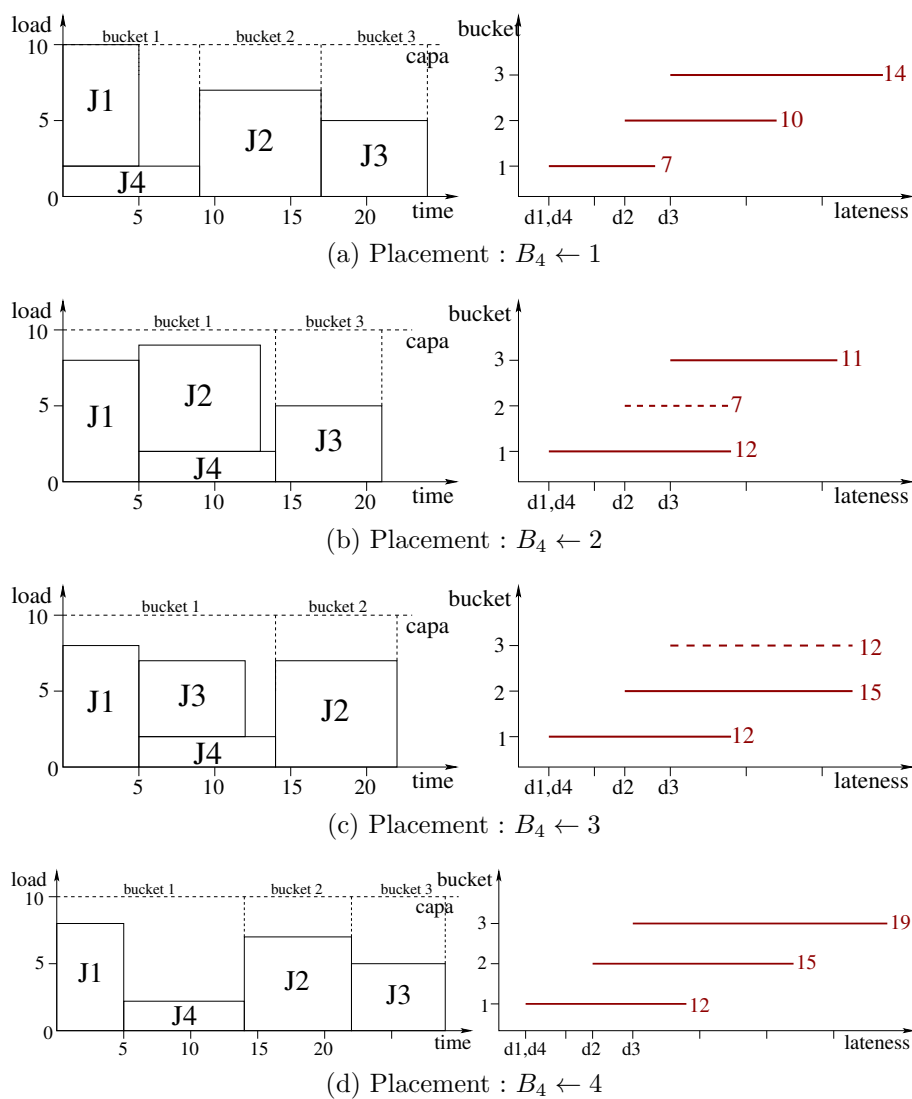 load
bucket
bucket 1
bucket 2
bucket 3
10
capa
J1
3
14
5
J2
2
10
J3
J4
1
7
0
5
10
15
20
time
d1,d4
d2
d3
lateness
(a) Placement : B₄ ← 1
load
bucket
bucket 1
bucket 3
10
capa
J2
3
11
J1
5
2
7
J3
J4
1
12
0
5
10
15
20
time
d1,d4
d2
d3
lateness
(b) Placement : B₄ ← 2
load
bucket
bucket 1
bucket 2
10
capa
3
12
J1
J3
5
J2
2
15
J4
1
12
0
5
10
15
20
time
d1,d4
d2
d3
lateness
(c) Placement : B₄ ← 3
load
bucket
bucket 1
bucket 2
bucket 3
10
capa
3
19
J1
5
J2
J3
2
15
J4
1
12
0
5
10
15
20
time
d1,d4
d2
d3
lateness
(d) Placement : B₄ ← 4